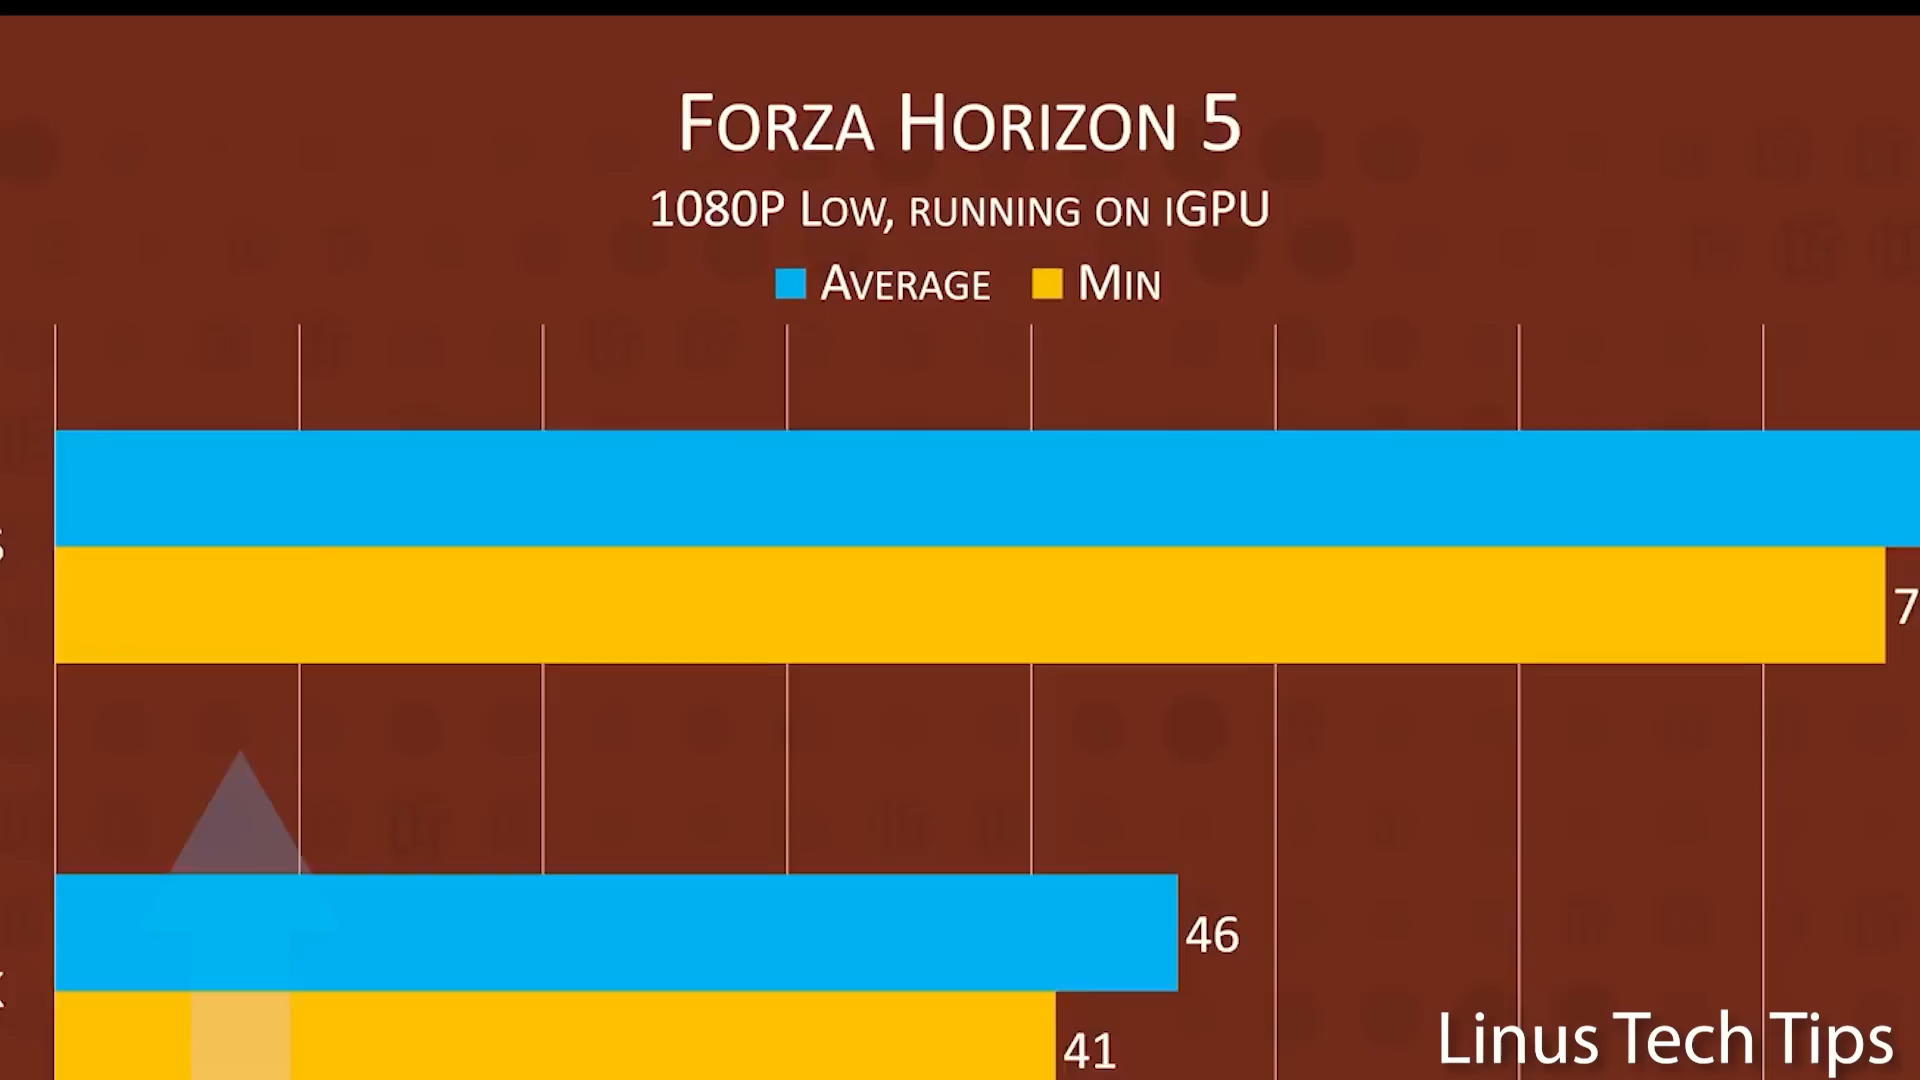 Forza Horizon 5
1080p Low, running on iGPU
Average Min
46
41
Linus Tech Tips